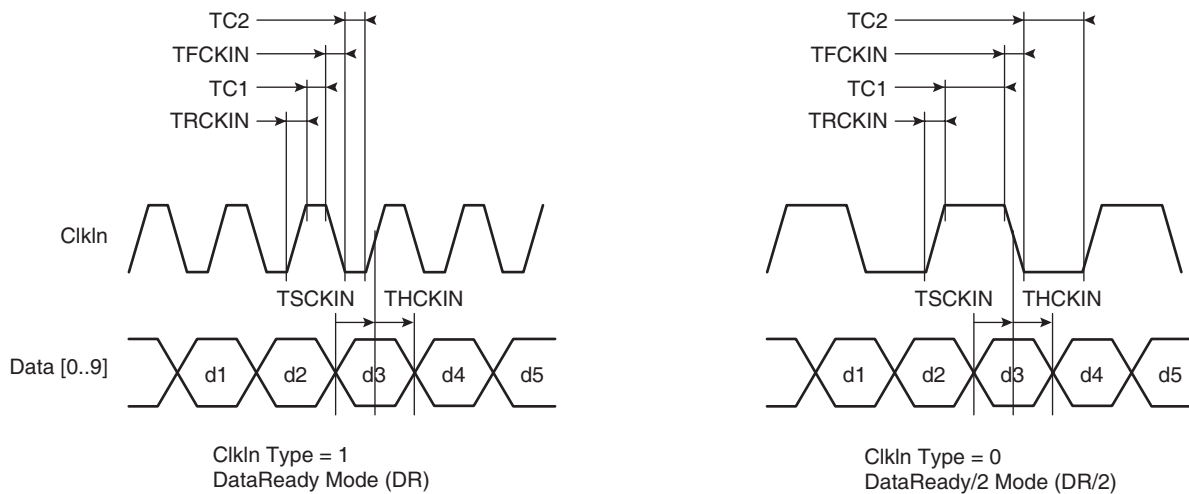 TC2
TFCKIN
TC1
TRCKIN
ClkIn
TSCKIN THCKIN
Data [0..9]
d1 d2 d3 d4 d5
ClkIn Type = 1
DataReady Mode (DR)
TC2
TFCKIN
TC1
TRCKIN
TSCKIN THCKIN
d1 d2 d3 d4 d5
ClkIn Type = 0
DataReady/2 Mode (DR/2)